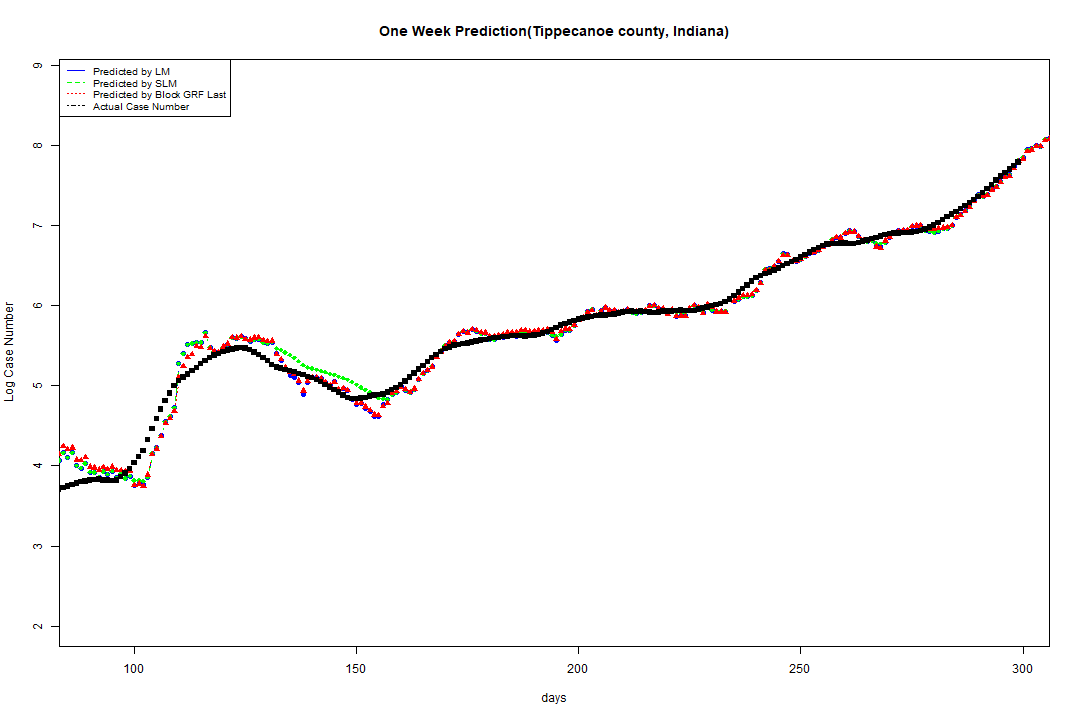 One Week Prediction(Tippecanoe county, Indiana)
Predicted by LM
Predicted by SLM
Predicted by Block GRF Last
Actual Case Number
Log Case Number
9
8
7
6
5
4
3
2
100 150 200 250 300
days